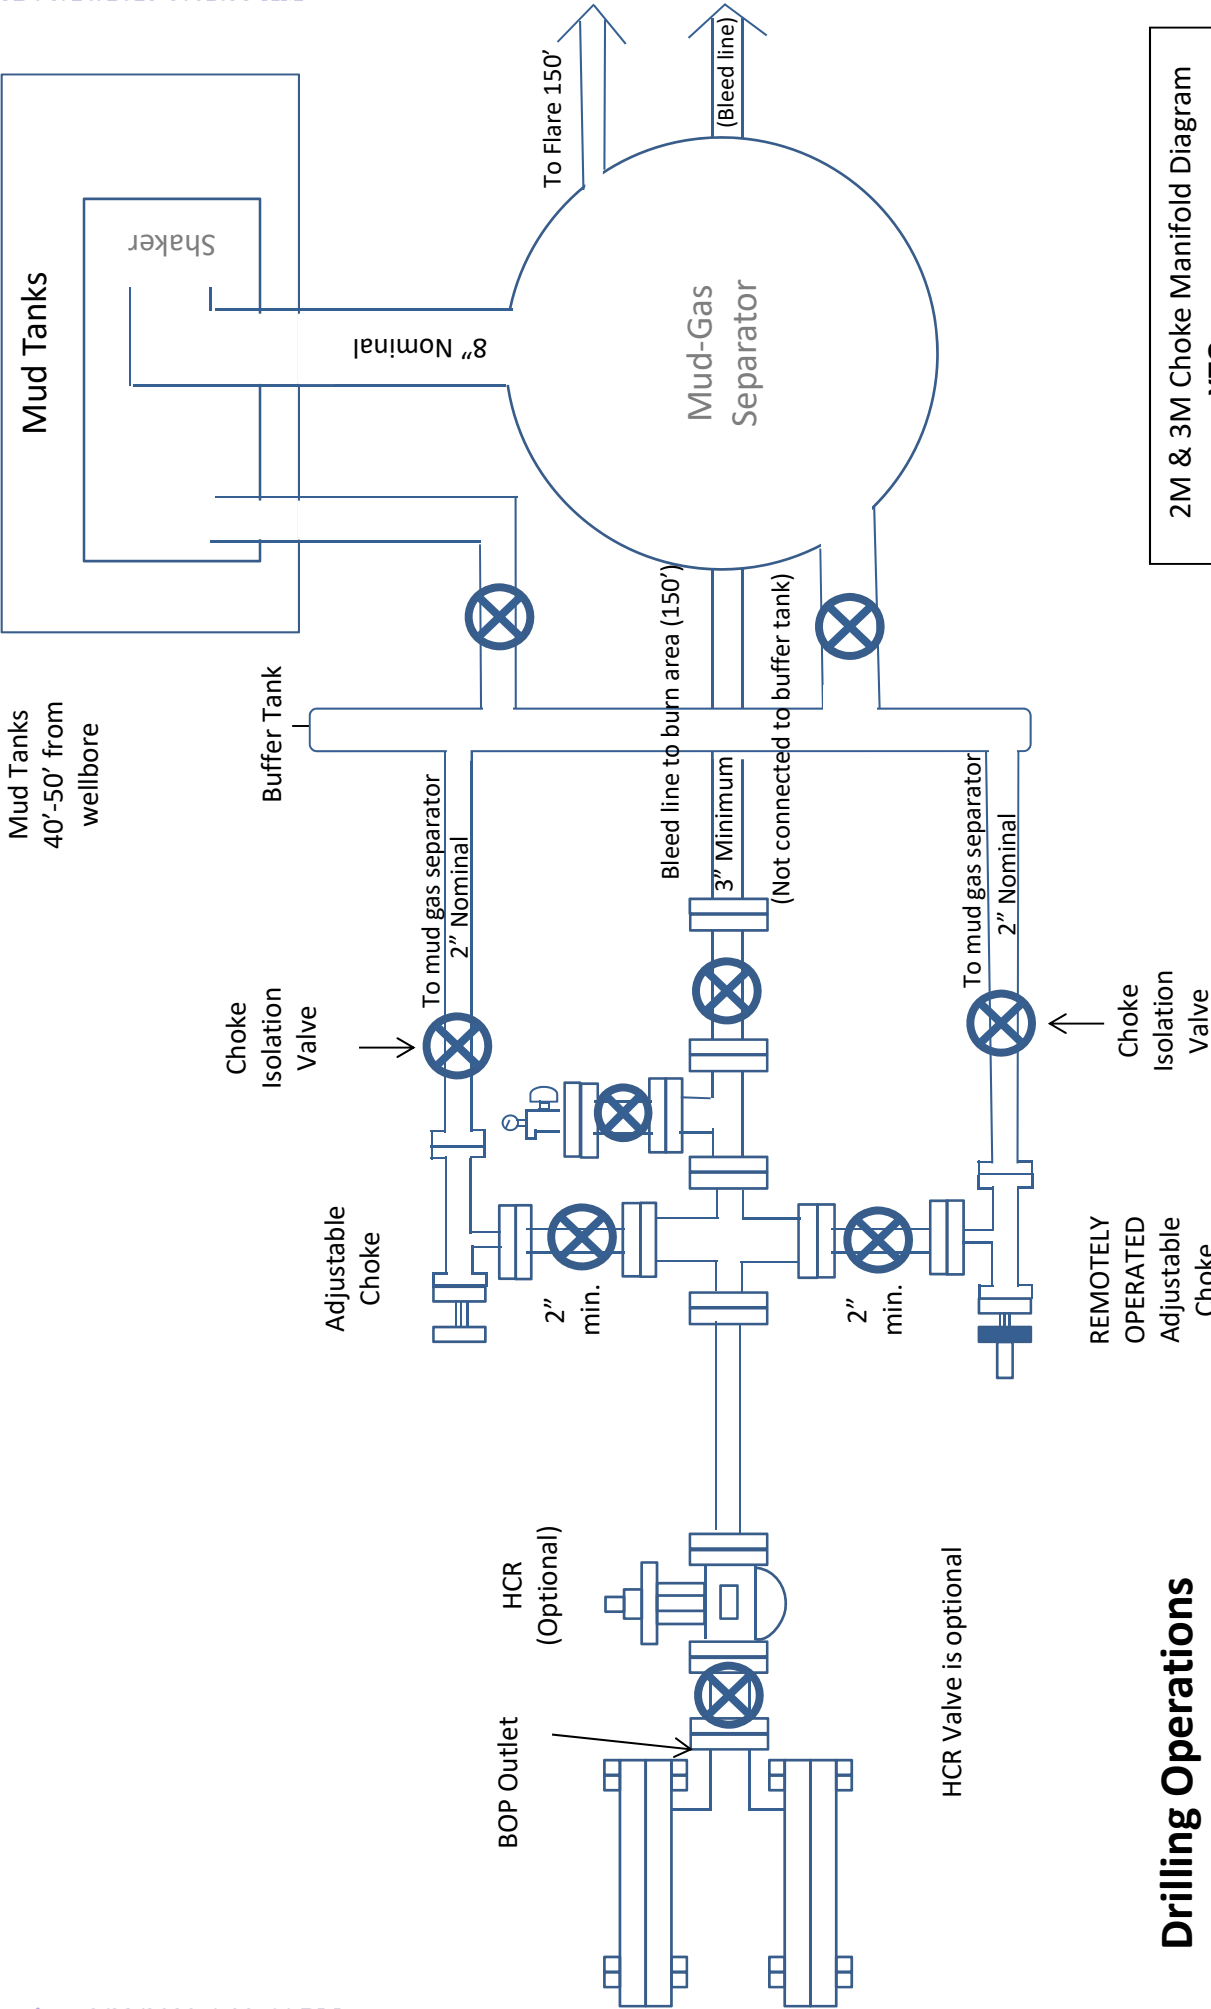 Mud Tanks
Shaker
8” Nominal
To Flare 150’
(Bleed line)
Mud-Gas
Separator
Mud Tanks
40’-50’ from
wellbore
Buffer Tank
Bleed line to burn area (150’)
3” Minimum
(Not connected to buffer tank)
To mud gas separator
2” Nominal
To mud gas separator
2” Nominal
Choke
Isolation
Valve
Choke
Isolation
Valve
Adjustable
Choke
2”
min.
2”
min.
REMOTELY
OPERATED
Adjustable
Choke
HCR
(Optional)
BOP Outlet
HCR Valve is optional
Drilling Operations
2M & 3M Choke Manifold Diagram
XTO